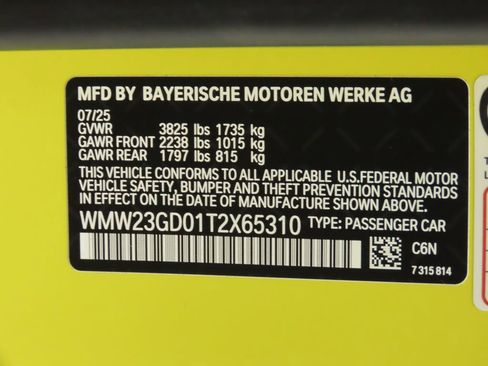 MFD BY BAYERISCHE MOTOREN WERKE AG
07/25
GVWR 3825 lbs 1735 kg
GAWR FRONT 2238 lbs 1015 kg
GAWR REAR 1797 lbs 815 kg
THIS VEHICLE CONFORMS TO ALL APPLICABLE U.S.FEDERAL MOTOR
VEHICLE SAFETY, BUMPER AND THEFT PREVENTION STANDARDS
IN EFFECT ON THE DATE OF MANUFACTURE SHOWN ABOVE.
WMW23GD01T2X65310 TYPE: PASSENGER CAR
C6N
7 315 814